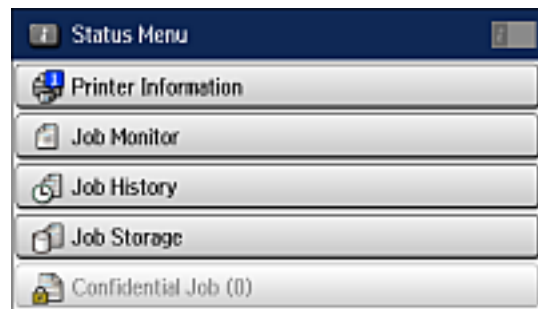 Status Menu
Printer Information
Job Monitor
Job History
Job Storage
Confidential Job (0)